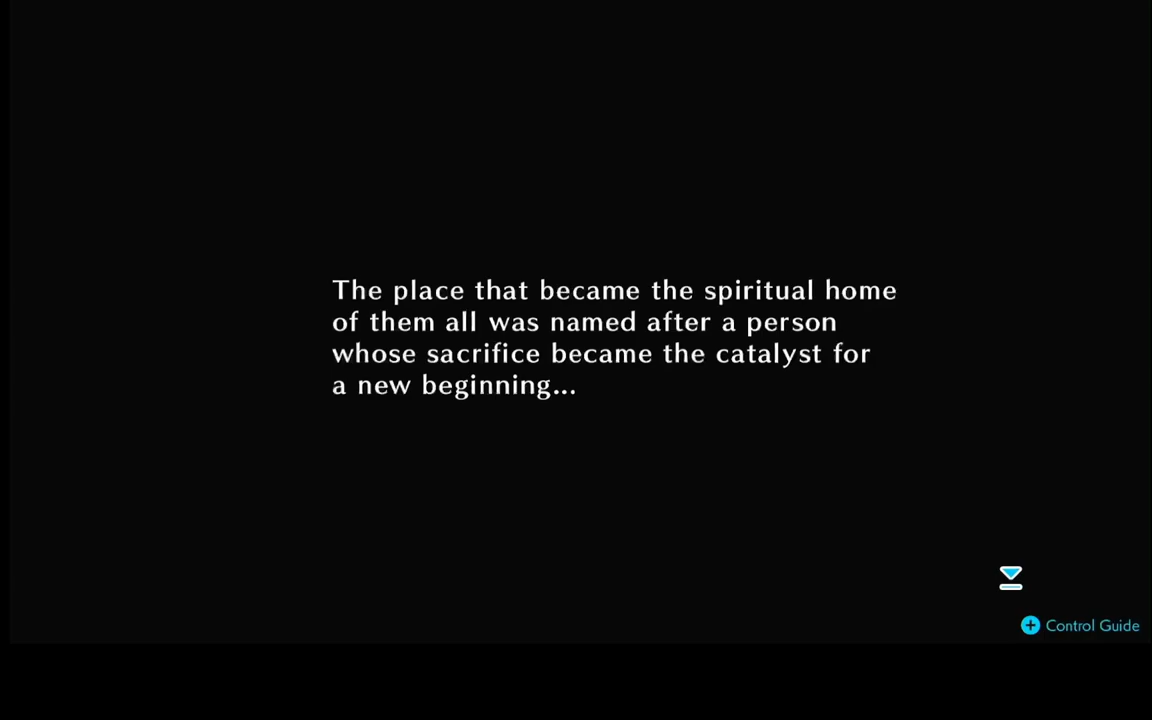 The place that became the spiritual home
of them all was named after a person
whose sacrifice became the catalyst for
a new beginning...
Control Guide